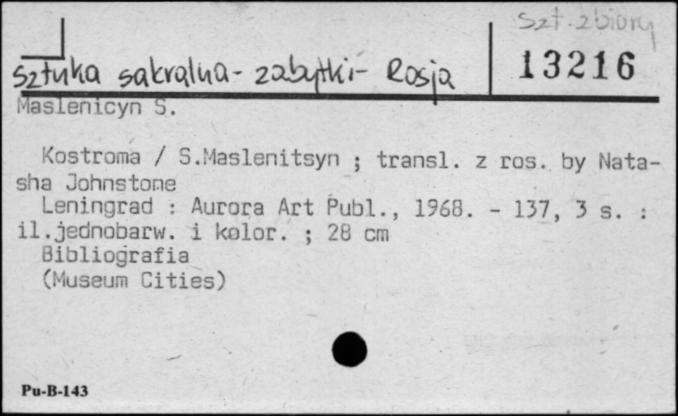 Szt. zbiory
Sztuka sakralna - zabytki - Rosja
13216
Maslenicyn S.
Kostroma / S.Maslenitsyn ; transl. z ros. by Nata-
sha Johnstone
Leningrad : Aurora Art Publ., 1968. - 137, 3 s. :
il.jednobarw. i kolor. ; 28 cm
Bibliografia
(Museum Cities)
Pu-B-143